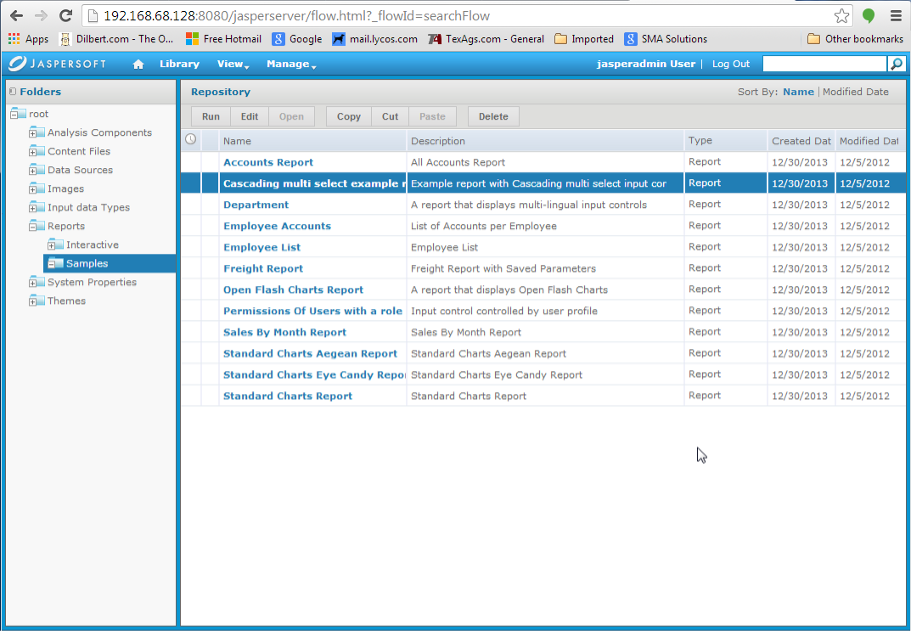 192.168.68.128:8080/jasperserver/flow.html?_flowId=searchFlow
Apps Dilbert.com - The O... Free Hotmail Google mail.lycos.com TexAgs.com - General Imported SMA Solutions Other bookmarks
JASPERSOFT Library View Manage jasperadmin User Log Out
Folders
root
Analysis Components
Content Files
Data Sources
Images
Input data Types
Reports
Interactive
Samples
System Properties
Themes
Repository Sort By: Name | Modified Date
Run Edit Open Copy Cut Paste Delete
Name Description Type Created Dat Modified Dat
Accounts Report All Accounts Report Report 12/30/2013 12/5/2012
Cascading multi select example r Example report with Cascading multi select input cor Report 12/30/2013 12/5/2012
Department A report that displays multi-lingual input controls Report 12/30/2013 12/5/2012
Employee Accounts List of Accounts per Employee Report 12/30/2013 12/5/2012
Employee List Employee List Report 12/30/2013 12/5/2012
Freight Report Freight Report with Saved Parameters Report 12/30/2013 12/5/2012
Open Flash Charts Report A report that displays Open Flash Charts Report 12/30/2013 12/5/2012
Permissions Of Users with a role Input control controlled by user profile Report 12/30/2013 12/5/2012
Sales By Month Report Sales By Month Report Report 12/30/2013 12/5/2012
Standard Charts Aegean Report Standard Charts Aegean Report Report 12/30/2013 12/5/2012
Standard Charts Eye Candy Repo Standard Charts Eye Candy Report Report 12/30/2013 12/5/2012
Standard Charts Report Standard Charts Report Report 12/30/2013 12/5/2012